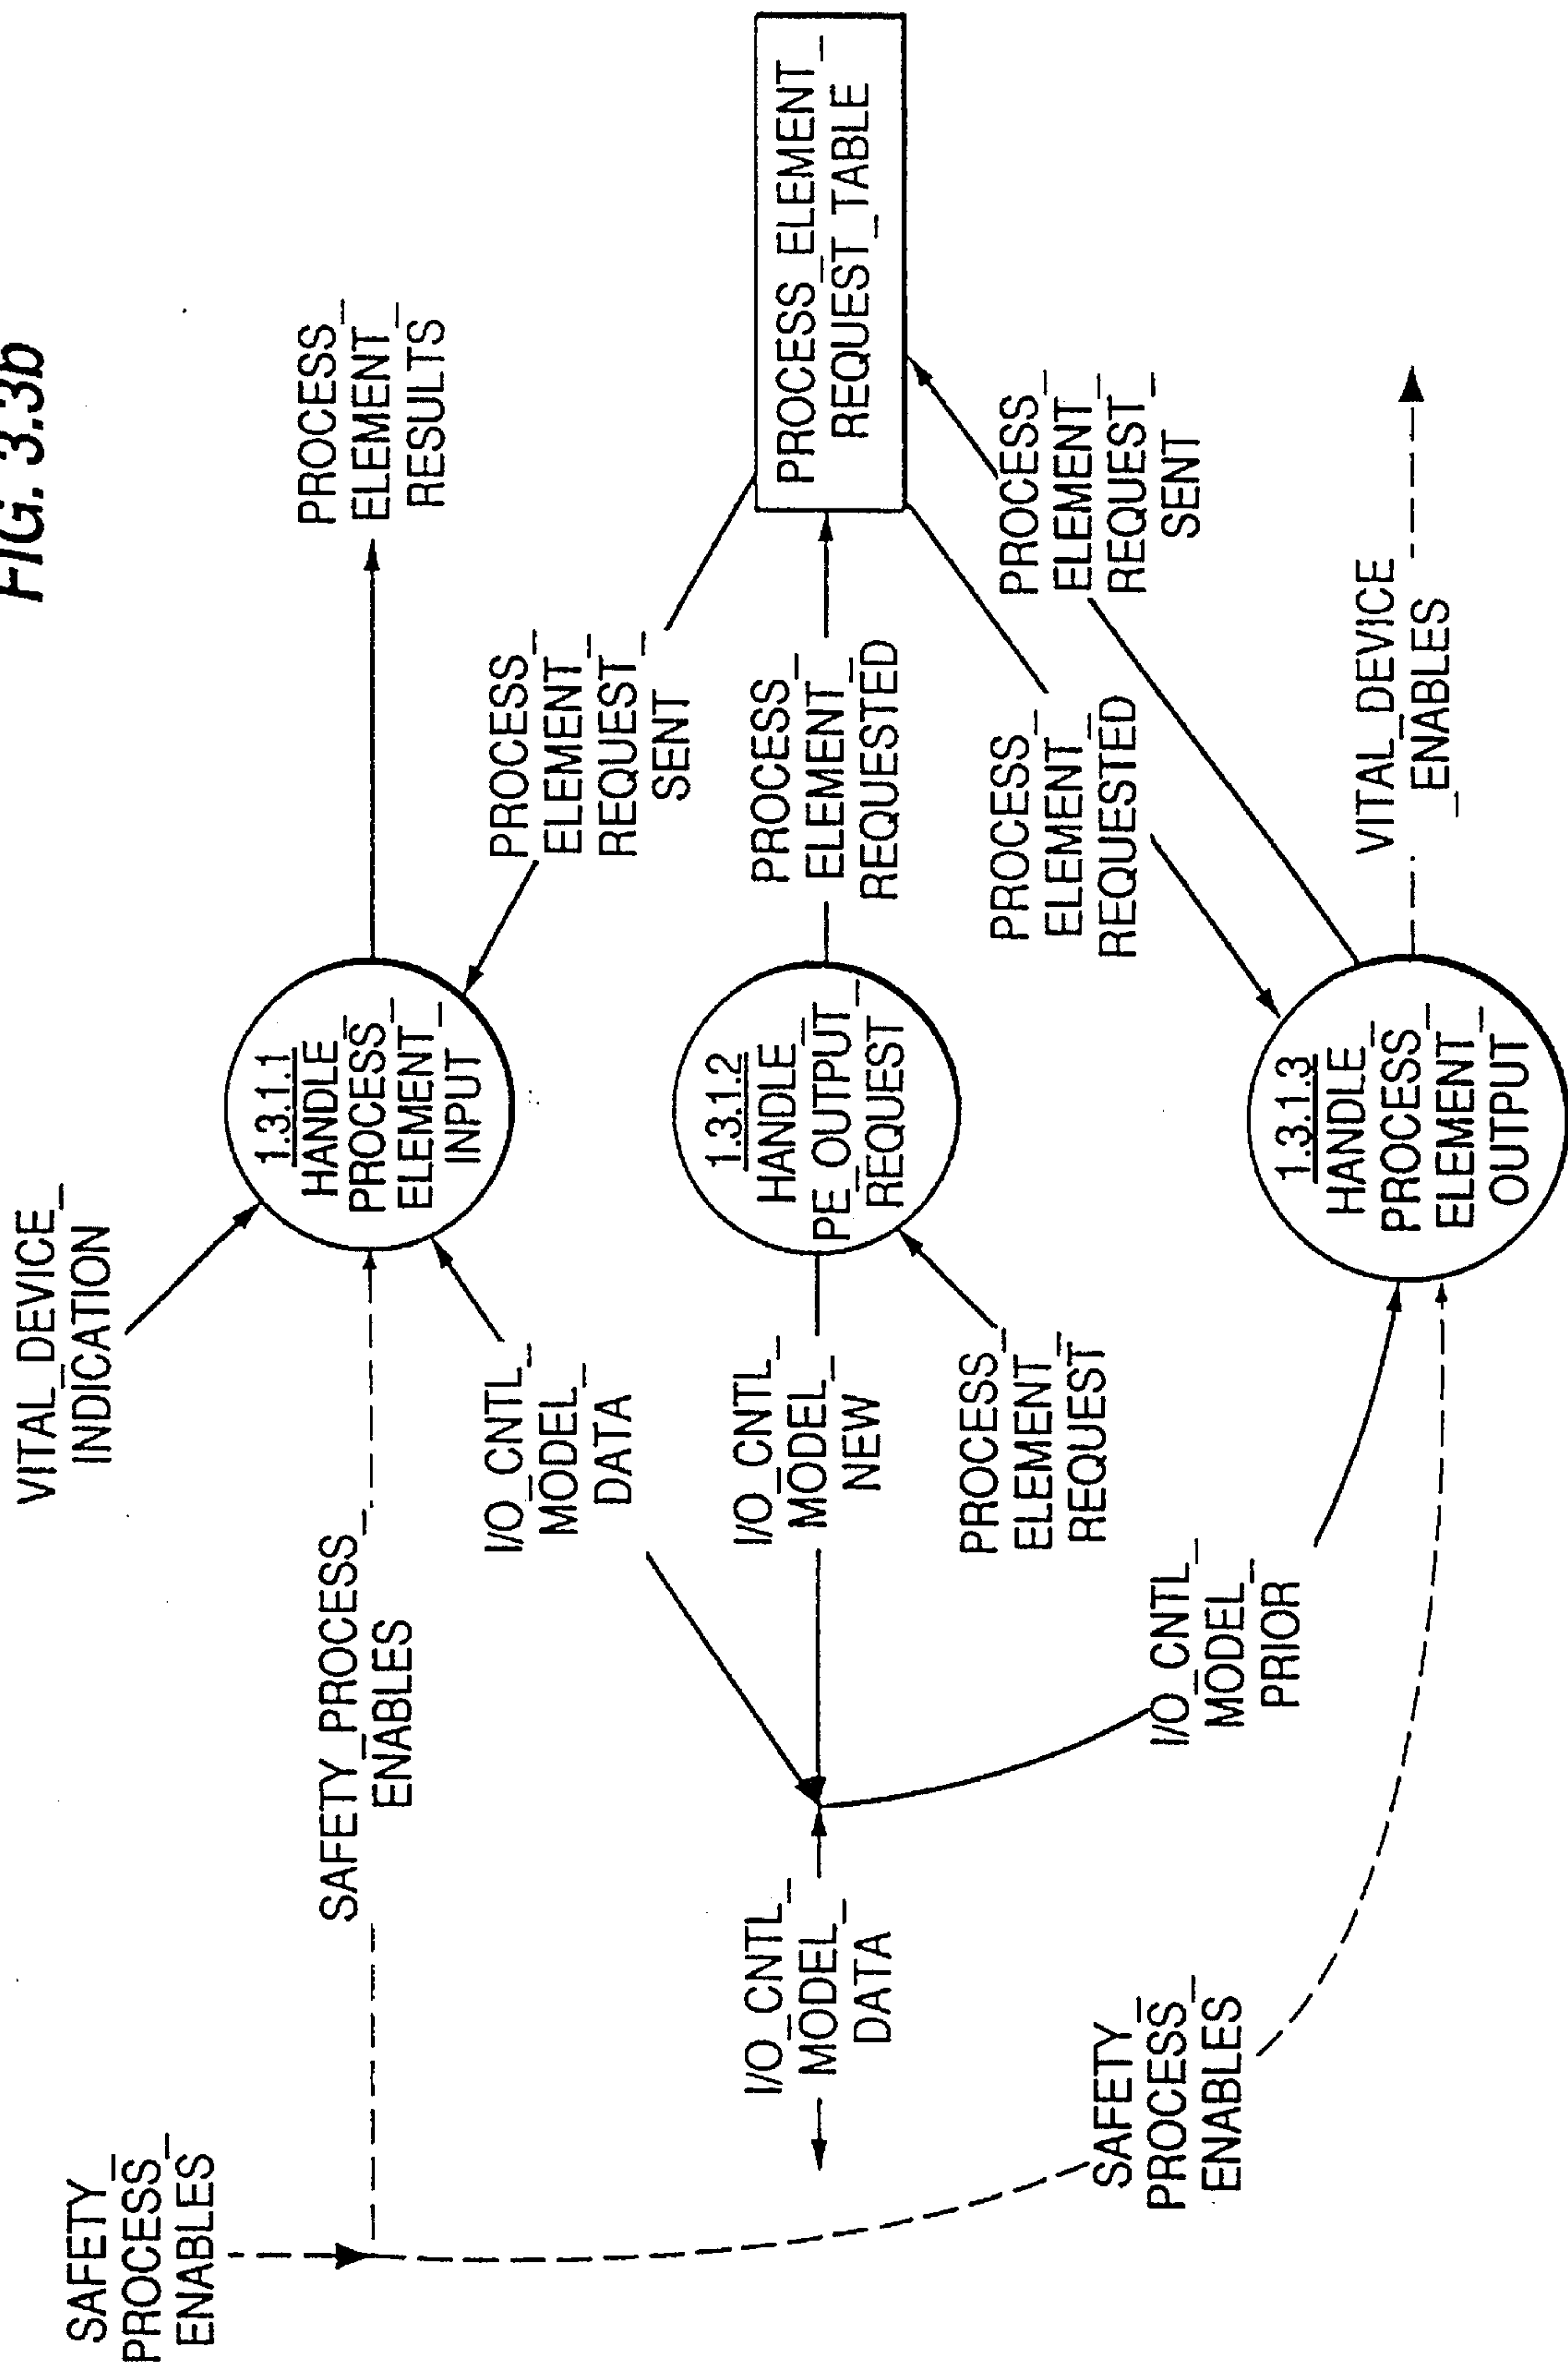 FIG. 3.3b
SAFETY_
PROCESS_
ENABLES
VITAL_DEVICE_
INDICATION
SAFETY_PROCESS_
ENABLES
1.3.1.1
HANDLE_
PROCESS_
ELEMENT_
INPUT
PROCESS_
ELEMENT_
RESULTS
I/O_CNTL_
MODEL_
DATA
PROCESS_
ELEMENT_
REQUEST_
SENT
I/O_CNTL_
MODEL_
DATA
I/O_CNTL_
MODEL_
NEW
1.3.1.2
HANDLE_
PE_OUTPUT_
REQUEST
PROCESS_
ELEMENT_
REQUESTED
PROCESS_ELEMENT_
REQUEST_TABLE
PROCESS_
ELEMENT_
REQUEST
PROCESS_
ELEMENT_
REQUESTED
PROCESS_
ELEMENT_
REQUEST_
SENT
SAFETY_
PROCESS_
ENABLES
I/O_CNTL_
MODEL_
PRIOR
1.3.1.3
HANDLE_
PROCESS_
ELEMENT_
OUTPUT
VITAL_DEVICE
_ENABLES